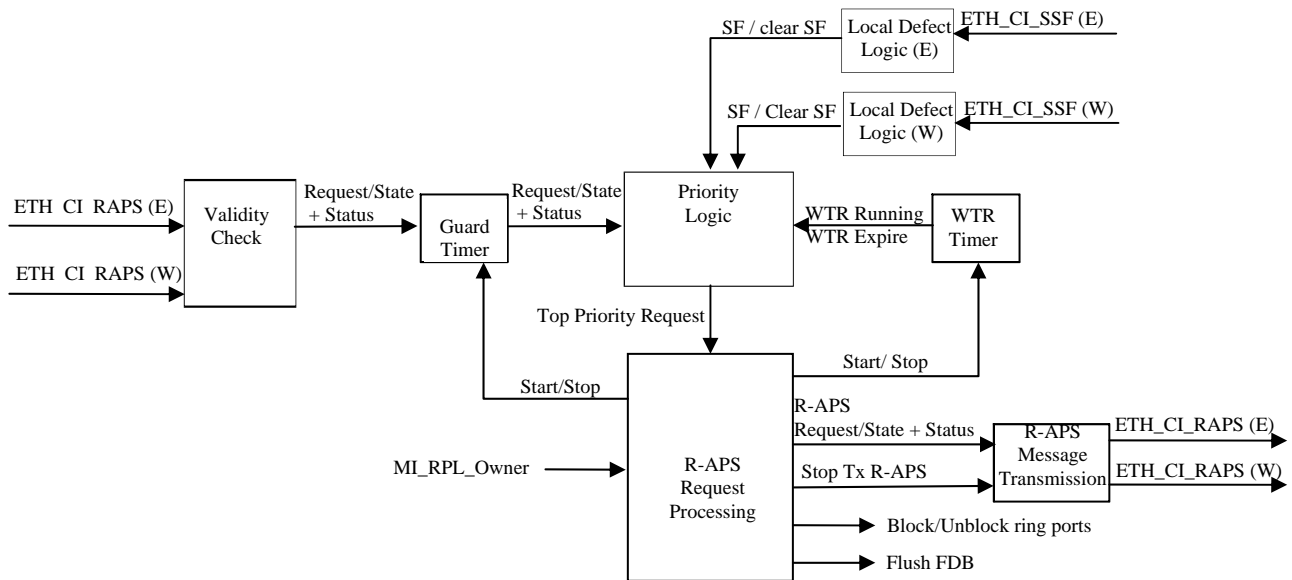 ETH_CI_SSF (E)
SF / clear SF
Local Defect
Logic (E)
ETH_CI_SSF (W)
SF / Clear SF
Local Defect
Logic (W)
ETH CI RAPS (E)
Validity
Check
Request/State
+ Status
Guard
Timer
Request/State
+ Status
Priority
Logic
WTR Running
WTR Expire
WTR
Timer
ETH CI RAPS (W)
Top Priority Request
Start/Stop
Start/ Stop
R-APS
Request/State + Status
R-APS
Message
Transmission
ETH_CI_RAPS (E)
ETH_CI_RAPS (W)
MI_RPL_Owner
R-APS
Request
Processing
Stop Tx R-APS
Block/Unblock ring ports
Flush FDB